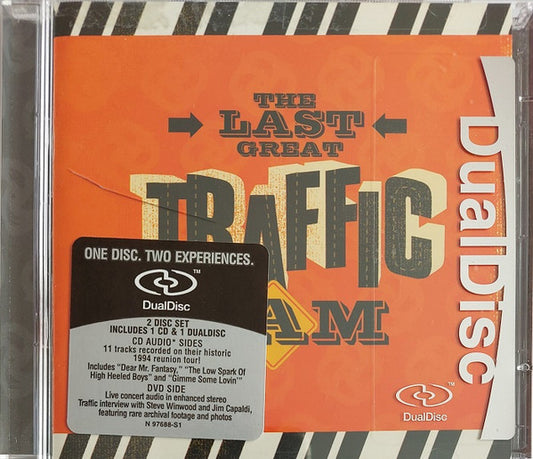 THE
LAST
GREAT
TRAFFIC
AM
DualDisc
ONE DISC. TWO EXPERIENCES.
™
DualDisc
2 DISC SET
INCLUDES 1 CD & 1 DUALDISC
CD AUDIO* SIDES
11 tracks recorded on their historic
1994 reunion tour!
Includes "Dear Mr. Fantasy," "The Low Spark Of
High Heeled Boys" and "Gimme Some Lovin'"
DVD SIDE
Live concert audio in enhanced stereo
Traffic interview with Steve Winwood and Jim Capaldi,
featuring rare archival footage and photos
N 97688-S1
™
DualDisc